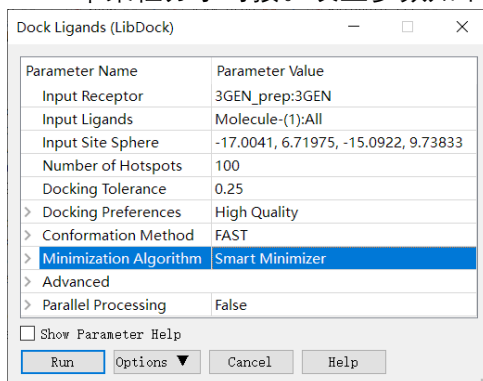 Dock Ligands (LibDock)
Parameter Name Parameter Value
Input Receptor 3GEN_prep:3GEN
Input Ligands Molecule-(1):All
Input Site Sphere -17.0041, 6.71975, -15.0922, 9.73833
Number of Hotspots 100
Docking Tolerance 0.25
Docking Preferences High Quality
Conformation Method FAST
Minimization Algorithm Smart Minimizer
Advanced
Parallel Processing False
Show Parameter Help
Run Options ▼ Cancel Help